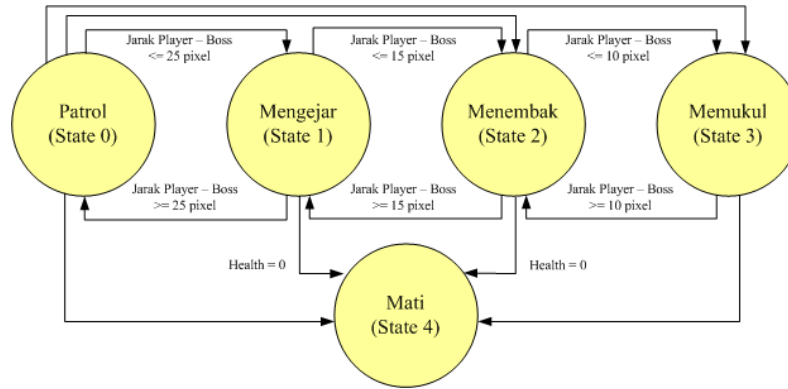 Jarak Player – Boss
<= 25 pixel
Jarak Player – Boss
<= 15 pixel
Jarak Player – Boss
<= 10 pixel
Patrol
(State 0)
Mengejar
(State 1)
Menembak
(State 2)
Memukul
(State 3)
Jarak Player – Boss
>= 25 pixel
Jarak Player – Boss
>= 15 pixel
Jarak Player – Boss
>= 10 pixel
Health = 0
Health = 0
Mati
(State 4)